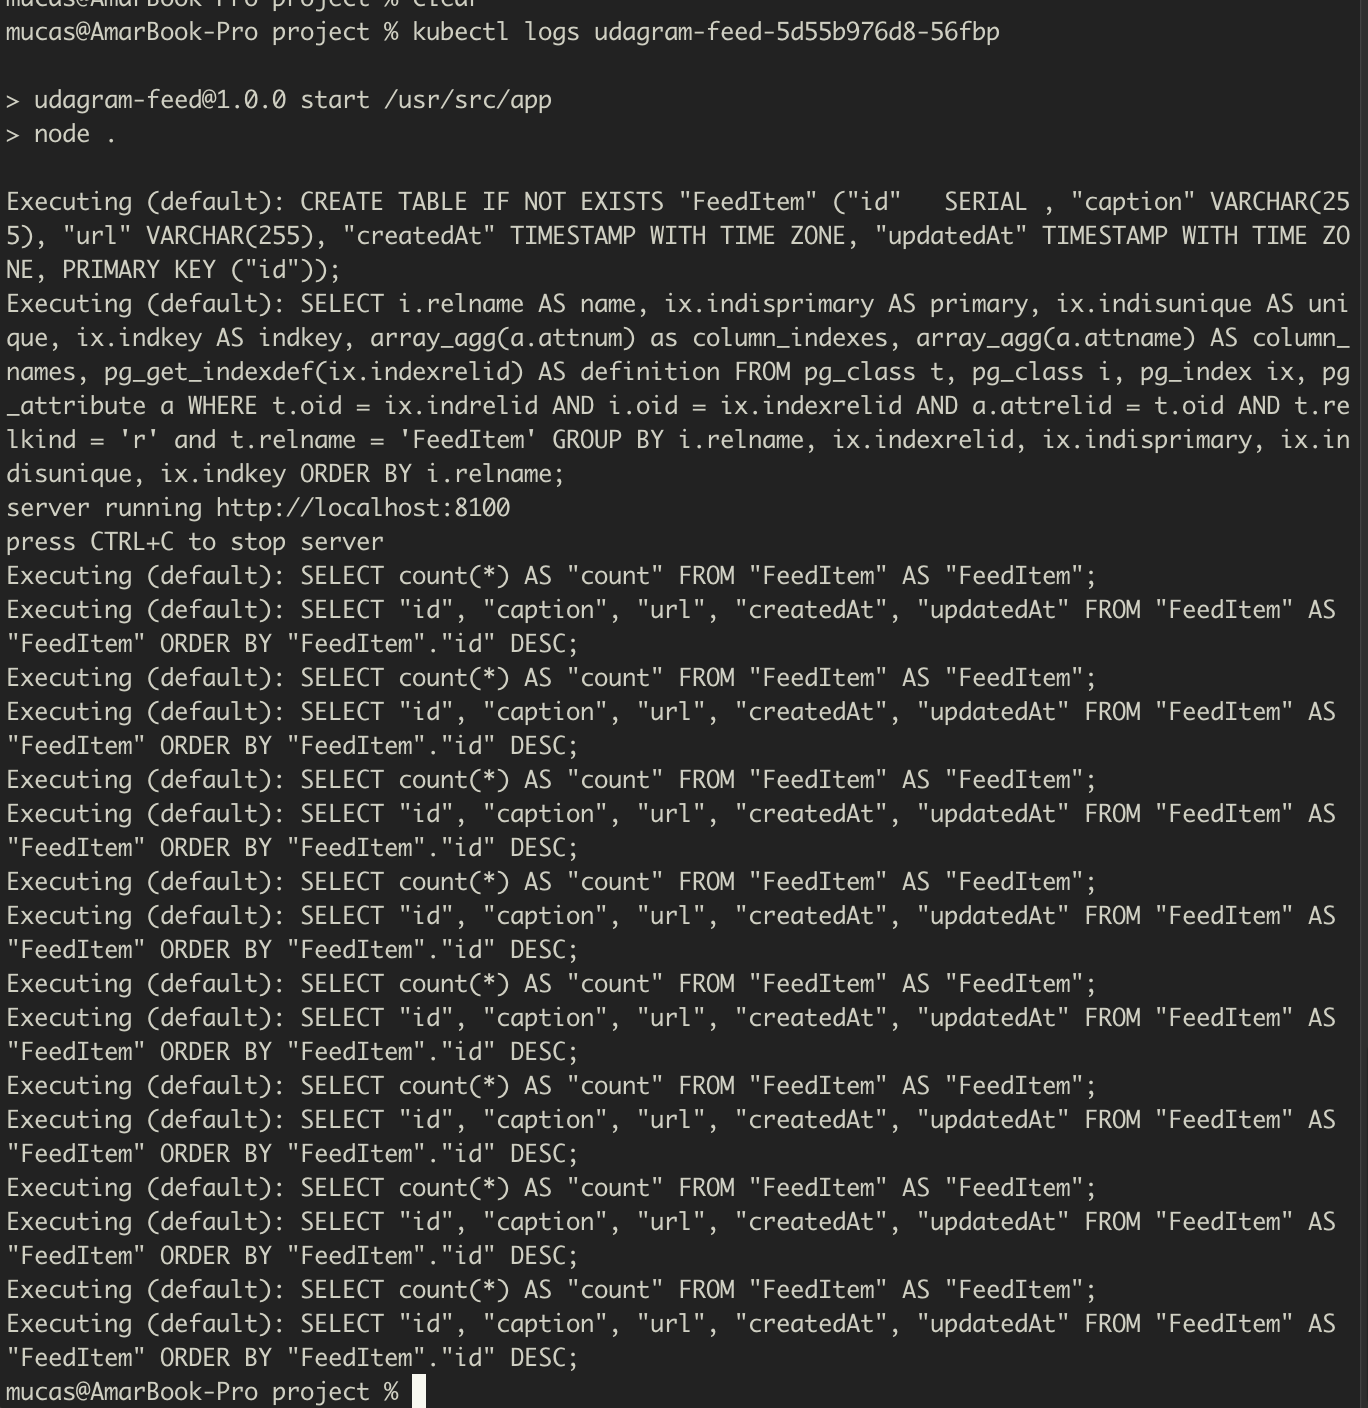 mucas@AmarBook-Pro project % clear
mucas@AmarBook-Pro project % kubectl logs udagram-feed-5d55b976d8-56fbp
> udagram-feed@1.0.0 start /usr/src/app
> node .
Executing (default): CREATE TABLE IF NOT EXISTS "FeedItem" ("id"   SERIAL , "caption" VARCHAR(25
5), "url" VARCHAR(255), "createdAt" TIMESTAMP WITH TIME ZONE, "updatedAt" TIMESTAMP WITH TIME ZO
NE, PRIMARY KEY ("id"));
Executing (default): SELECT i.relname AS name, ix.indisprimary AS primary, ix.indisunique AS uni
que, ix.indkey AS indkey, array_agg(a.attnum) as column_indexes, array_agg(a.attname) AS column_
names, pg_get_indexdef(ix.indexrelid) AS definition FROM pg_class t, pg_class i, pg_index ix, pg
_attribute a WHERE t.oid = ix.indrelid AND i.oid = ix.indexrelid AND a.attrelid = t.oid AND t.re
lkind = 'r' and t.relname = 'FeedItem' GROUP BY i.relname, ix.indexrelid, ix.indisprimary, ix.in
disunique, ix.indkey ORDER BY i.relname;
server running http://localhost:8100
press CTRL+C to stop server
Executing (default): SELECT count(*) AS "count" FROM "FeedItem" AS "FeedItem";
Executing (default): SELECT "id", "caption", "url", "createdAt", "updatedAt" FROM "FeedItem" AS
"FeedItem" ORDER BY "FeedItem"."id" DESC;
Executing (default): SELECT count(*) AS "count" FROM "FeedItem" AS "FeedItem";
Executing (default): SELECT "id", "caption", "url", "createdAt", "updatedAt" FROM "FeedItem" AS
"FeedItem" ORDER BY "FeedItem"."id" DESC;
Executing (default): SELECT count(*) AS "count" FROM "FeedItem" AS "FeedItem";
Executing (default): SELECT "id", "caption", "url", "createdAt", "updatedAt" FROM "FeedItem" AS
"FeedItem" ORDER BY "FeedItem"."id" DESC;
Executing (default): SELECT count(*) AS "count" FROM "FeedItem" AS "FeedItem";
Executing (default): SELECT "id", "caption", "url", "createdAt", "updatedAt" FROM "FeedItem" AS
"FeedItem" ORDER BY "FeedItem"."id" DESC;
Executing (default): SELECT count(*) AS "count" FROM "FeedItem" AS "FeedItem";
Executing (default): SELECT "id", "caption", "url", "createdAt", "updatedAt" FROM "FeedItem" AS
"FeedItem" ORDER BY "FeedItem"."id" DESC;
Executing (default): SELECT count(*) AS "count" FROM "FeedItem" AS "FeedItem";
Executing (default): SELECT "id", "caption", "url", "createdAt", "updatedAt" FROM "FeedItem" AS
"FeedItem" ORDER BY "FeedItem"."id" DESC;
Executing (default): SELECT count(*) AS "count" FROM "FeedItem" AS "FeedItem";
Executing (default): SELECT "id", "caption", "url", "createdAt", "updatedAt" FROM "FeedItem" AS
"FeedItem" ORDER BY "FeedItem"."id" DESC;
Executing (default): SELECT count(*) AS "count" FROM "FeedItem" AS "FeedItem";
Executing (default): SELECT "id", "caption", "url", "createdAt", "updatedAt" FROM "FeedItem" AS
"FeedItem" ORDER BY "FeedItem"."id" DESC;
mucas@AmarBook-Pro project %